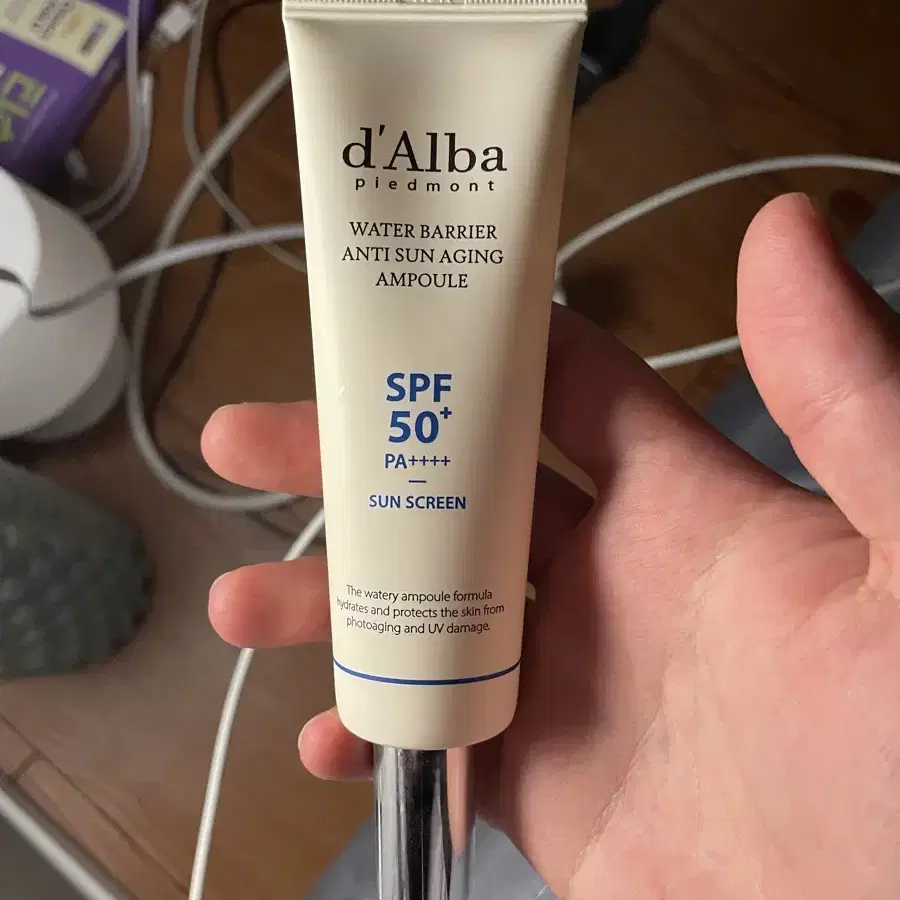 d'Alba
piedmont
WATER BARRIER
ANTI SUN AGING
AMPOULE
SPF
50+
PA++++
SUN SCREEN
The watery ampoule formula
hydrates and protects the skin from
photoaging and UV damage.